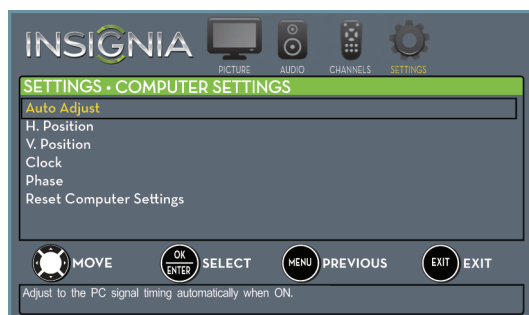 INSIGNIA
PICTURE AUDIO CHANNELS SETTINGS
SETTINGS • COMPUTER SETTINGS
Auto Adjust
H. Position
V. Position
Clock
Phase
Reset Computer Settings
MOVE OK ENTER SELECT MENU PREVIOUS EXIT EXIT
Adjust to the PC signal timing automatically when ON.